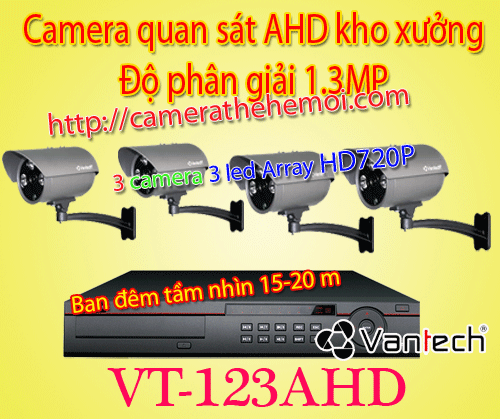 Camera quan sát AHD kho xưởng
Độ phân giải 1.3MP
http://camerathehemoi.com/
3 camera 3 led Array HD720P
Ban đêm tầm nhìn 15-20 m
Vantech
VT-123AHD